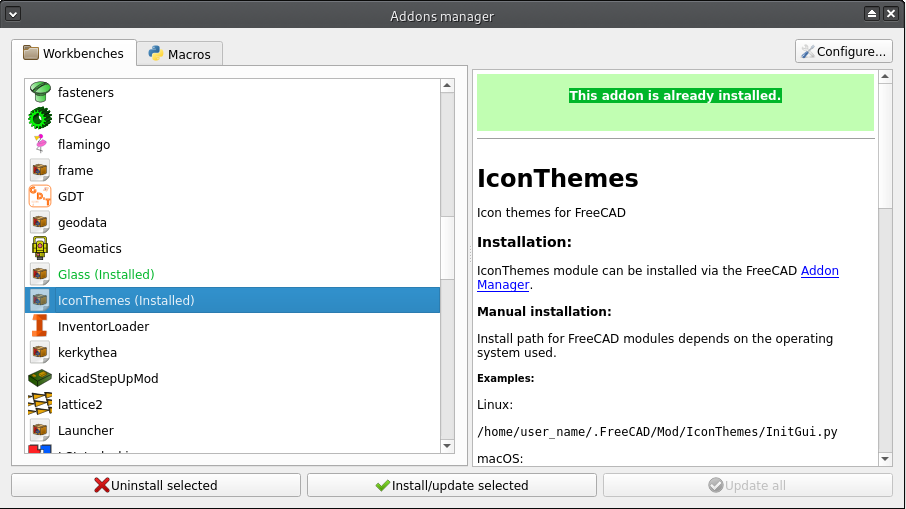 Addons manager
Workbenches
Macros
Configure...
fasteners
FCGear
flamingo
frame
GDT
geodata
Geomatics
Glass (Installed)
IconThemes (Installed)
InventorLoader
kerkythea
kicadStepUpMod
lattice2
Launcher
This addon is already installed.
IconThemes
Icon themes for FreeCAD
Installation:
IconThemes module can be installed via the FreeCAD Addon
Manager.
Manual installation:
Install path for FreeCAD modules depends on the operating
system used.
Examples:
Linux:
/home/user_name/.FreeCAD/Mod/IconThemes/InitGui.py
macOS:
Uninstall selected
Install/update selected
Update all